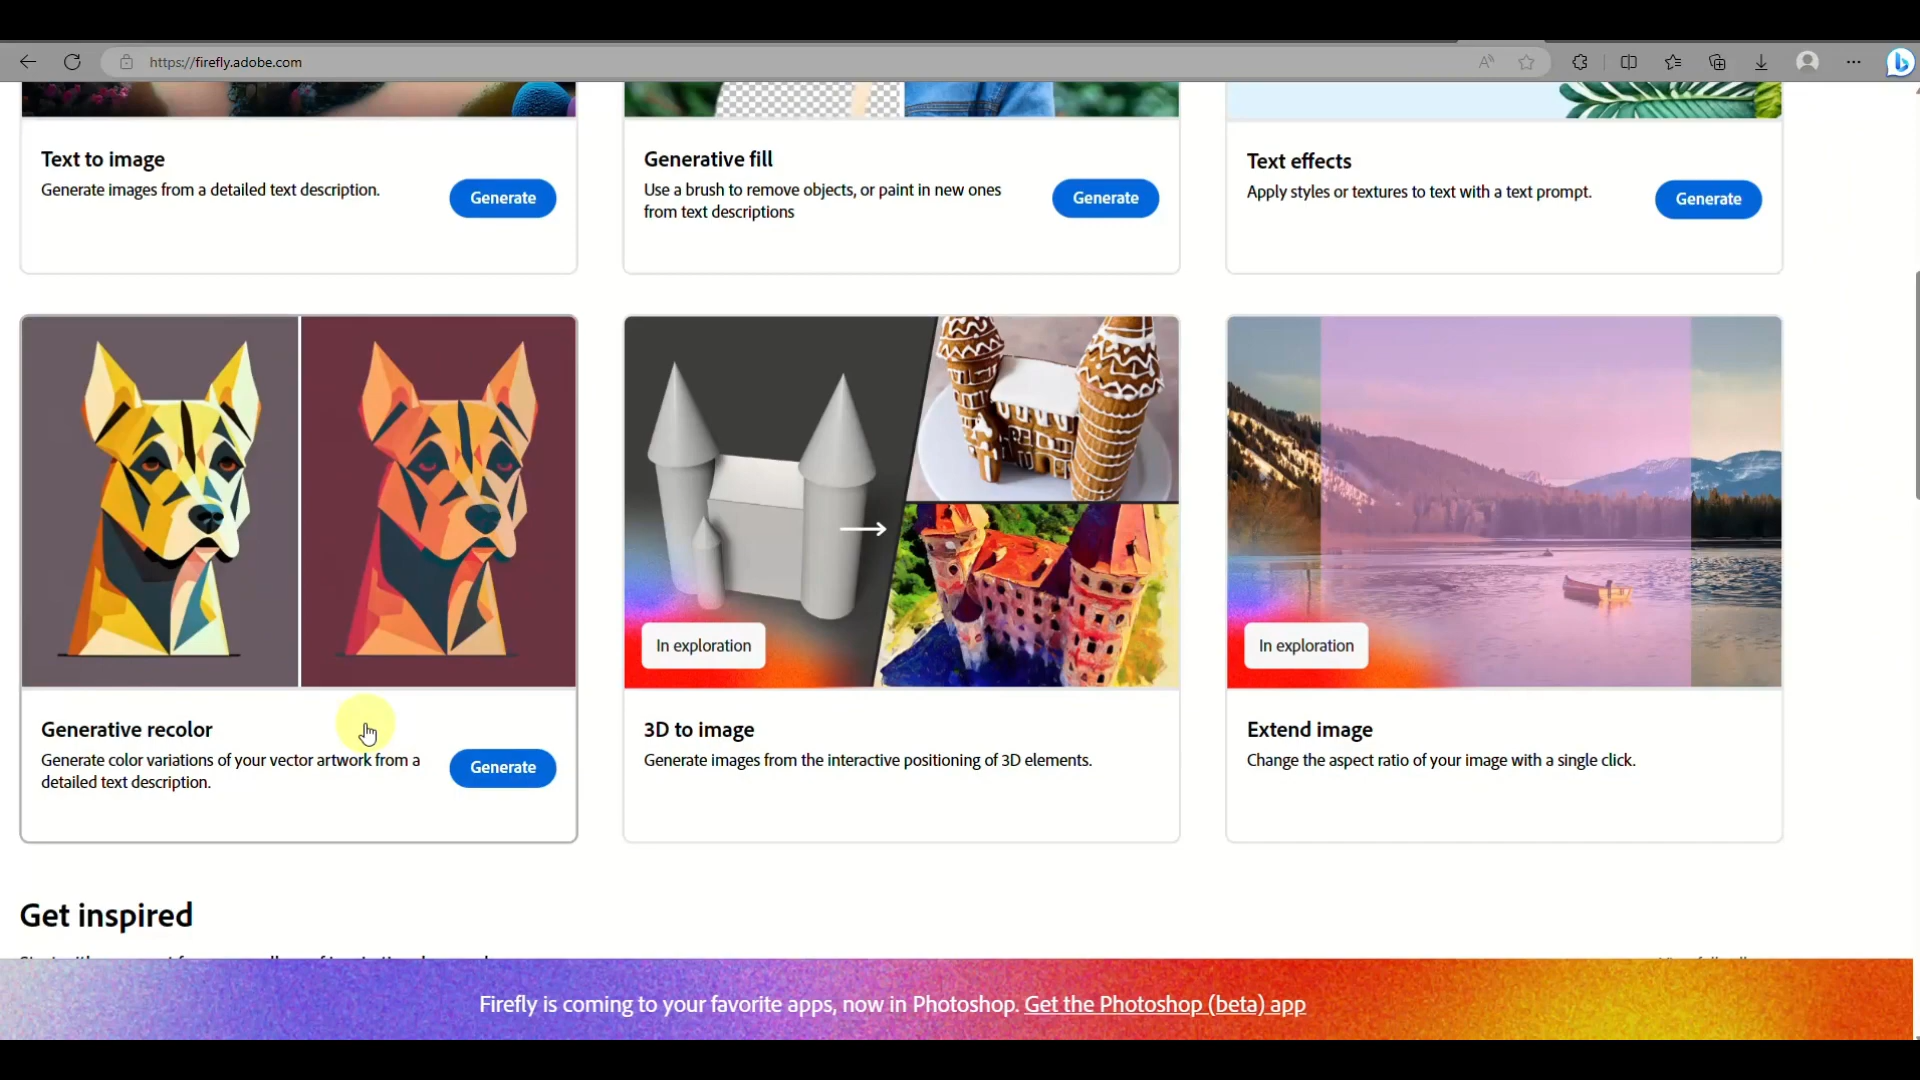 https://firefly.adobe.com
Text to image
Generate images from a detailed text description.
Generate
Generative fill
Use a brush to remove objects, or paint in new ones
from text descriptions
Generate
Text effects
Apply styles or textures to text with a text prompt.
Generate
Generative recolor
Generate color variations of your vector artwork from a
detailed text description.
Generate
In exploration
3D to image
Generate images from the interactive positioning of 3D elements.
In exploration
Extend image
Change the aspect ratio of your image with a single click.
Get inspired
Firefly is coming to your favorite apps, now in Photoshop. Get the Photoshop (beta) app